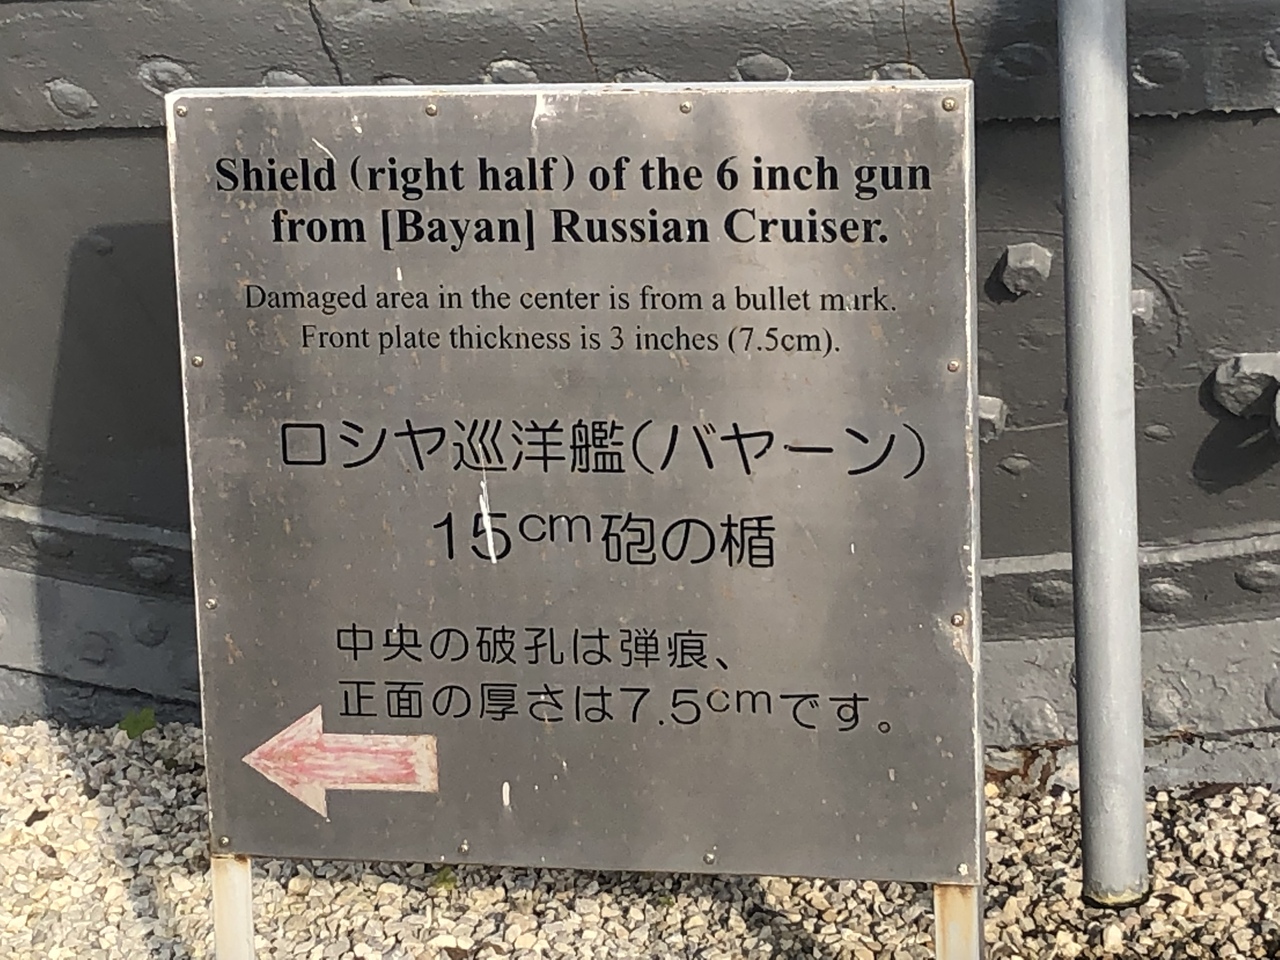 Shield (right half) of the 6 inch gun
from [Bayan] Russian Cruiser.
Damaged area in the center is from a bullet mark.
Front plate thickness is 3 inches (7.5cm).
ロシヤ巡洋艦(バヤーン)
15cm砲の楯
中央の破孔は弾痕、
正面の厚さは7.5cmです。